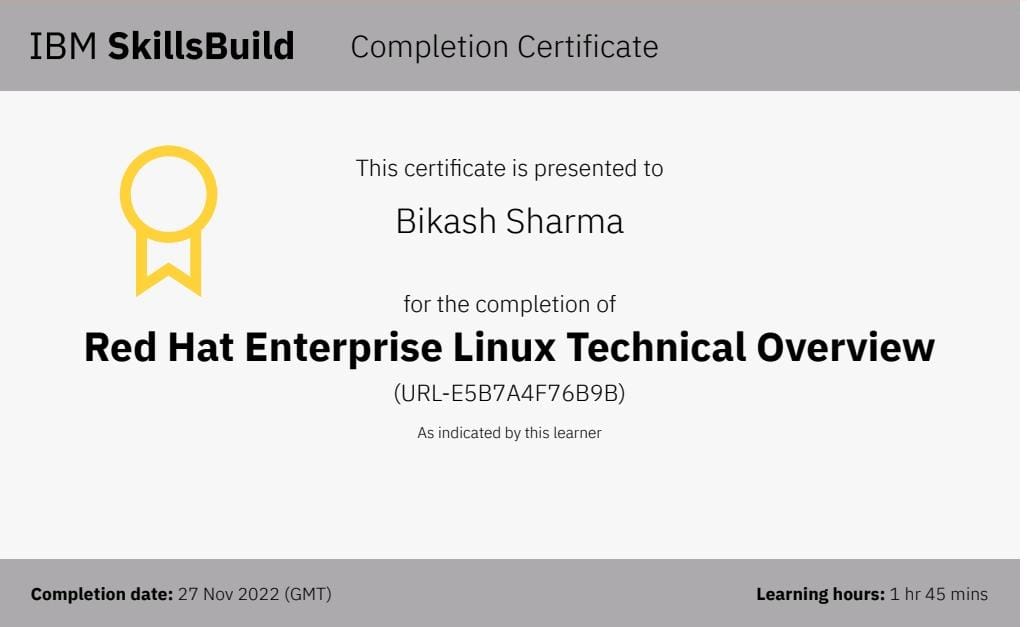 IBM SkillsBuild Completion Certificate
This certificate is presented to
Bikash Sharma
for the completion of
Red Hat Enterprise Linux Technical Overview
(URL-E5B7A4F76B9B)
As indicated by this learner
Completion date: 27 Nov 2022 (GMT) Learning hours: 1 hr 45 mins